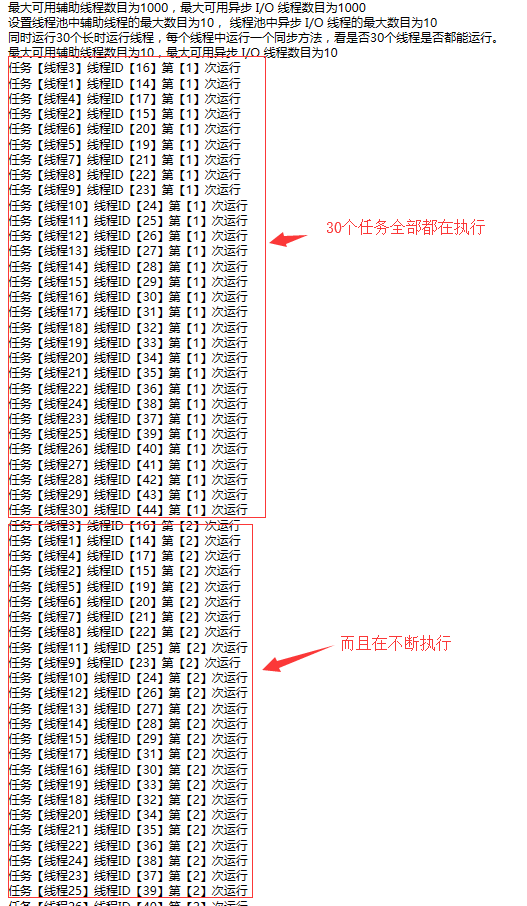 最大可用辅助线程数目为1000，最大可用异步 I/O 线程数目为1000
设置线程池中辅助线程的最大数目为10， 线程池中异步 I/O 线程的最大数目为10
同时运行30个长时运行线程，每个线程中运行一个同步方法，看是否30个线程是否都能运行。
最大可用辅助线程数目为10，最大可用异步 I/O 线程数目为10
任务【线程3】线程ID【16】第【1】次运行
任务【线程1】线程ID【14】第【1】次运行
任务【线程4】线程ID【17】第【1】次运行
任务【线程2】线程ID【15】第【1】次运行
任务【线程6】线程ID【20】第【1】次运行
任务【线程5】线程ID【19】第【1】次运行
任务【线程7】线程ID【21】第【1】次运行
任务【线程8】线程ID【22】第【1】次运行
任务【线程9】线程ID【23】第【1】次运行
任务【线程10】线程ID【24】第【1】次运行
任务【线程11】线程ID【25】第【1】次运行
任务【线程12】线程ID【26】第【1】次运行
30个任务全部都在执行
任务【线程13】线程ID【27】第【1】次运行
任务【线程14】线程ID【28】第【1】次运行
任务【线程15】线程ID【29】第【1】次运行
任务【线程16】线程ID【30】第【1】次运行
任务【线程17】线程ID【31】第【1】次运行
任务【线程18】线程ID【32】第【1】次运行
任务【线程19】线程ID【33】第【1】次运行
任务【线程20】线程ID【34】第【1】次运行
任务【线程21】线程ID【35】第【1】次运行
任务【线程22】线程ID【36】第【1】次运行
任务【线程24】线程ID【38】第【1】次运行
任务【线程23】线程ID【37】第【1】次运行
任务【线程25】线程ID【39】第【1】次运行
任务【线程26】线程ID【40】第【1】次运行
任务【线程27】线程ID【41】第【1】次运行
任务【线程28】线程ID【42】第【1】次运行
任务【线程29】线程ID【43】第【1】次运行
任务【线程30】线程ID【44】第【1】次运行
任务【线程3】线程ID【16】第【2】次运行
任务【线程1】线程ID【14】第【2】次运行
任务【线程4】线程ID【17】第【2】次运行
任务【线程2】线程ID【15】第【2】次运行
任务【线程5】线程ID【19】第【2】次运行
任务【线程6】线程ID【20】第【2】次运行
任务【线程7】线程ID【21】第【2】次运行
任务【线程8】线程ID【22】第【2】次运行
而且在不断执行
任务【线程11】线程ID【25】第【2】次运行
任务【线程9】线程ID【23】第【2】次运行
任务【线程10】线程ID【24】第【2】次运行
任务【线程12】线程ID【26】第【2】次运行
任务【线程13】线程ID【27】第【2】次运行
任务【线程14】线程ID【28】第【2】次运行
任务【线程15】线程ID【29】第【2】次运行
任务【线程17】线程ID【31】第【2】次运行
任务【线程16】线程ID【30】第【2】次运行
任务【线程19】线程ID【33】第【2】次运行
任务【线程18】线程ID【32】第【2】次运行
任务【线程20】线程ID【34】第【2】次运行
任务【线程21】线程ID【35】第【2】次运行
任务【线程22】线程ID【36】第【2】次运行
任务【线程24】线程ID【38】第【2】次运行
任务【线程23】线程ID【37】第【2】次运行
任务【线程25】线程ID【39】第【2】次运行